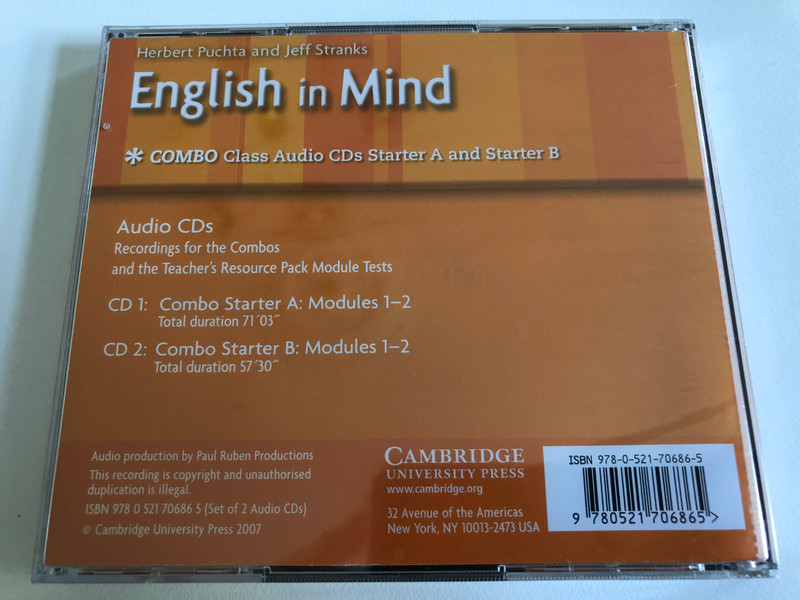 Herbert Puchta and Jeff Stranks
English in Mind
* COMBO Class Audio CDs Starter A and Starter B
Audio CDs
Recordings for the Combos
and the Teacher's Resource Pack Module Tests
CD 1: Combo Starter A: Modules 1–2
Total duration 71´03˝
CD 2: Combo Starter B: Modules 1–2
Total duration 57´30˝
Audio production by Paul Ruben Productions
This recording is copyright and unauthorised
duplication is illegal.
ISBN 978 0 521 70686 5 (Set of 2 Audio CDs)
© Cambridge University Press 2007
CAMBRIDGE
UNIVERSITY PRESS
www.cambridge.org
32 Avenue of the Americas
New York, NY 10013-2473 USA
ISBN 978-0-521-70686-5
9 780521 706865 >